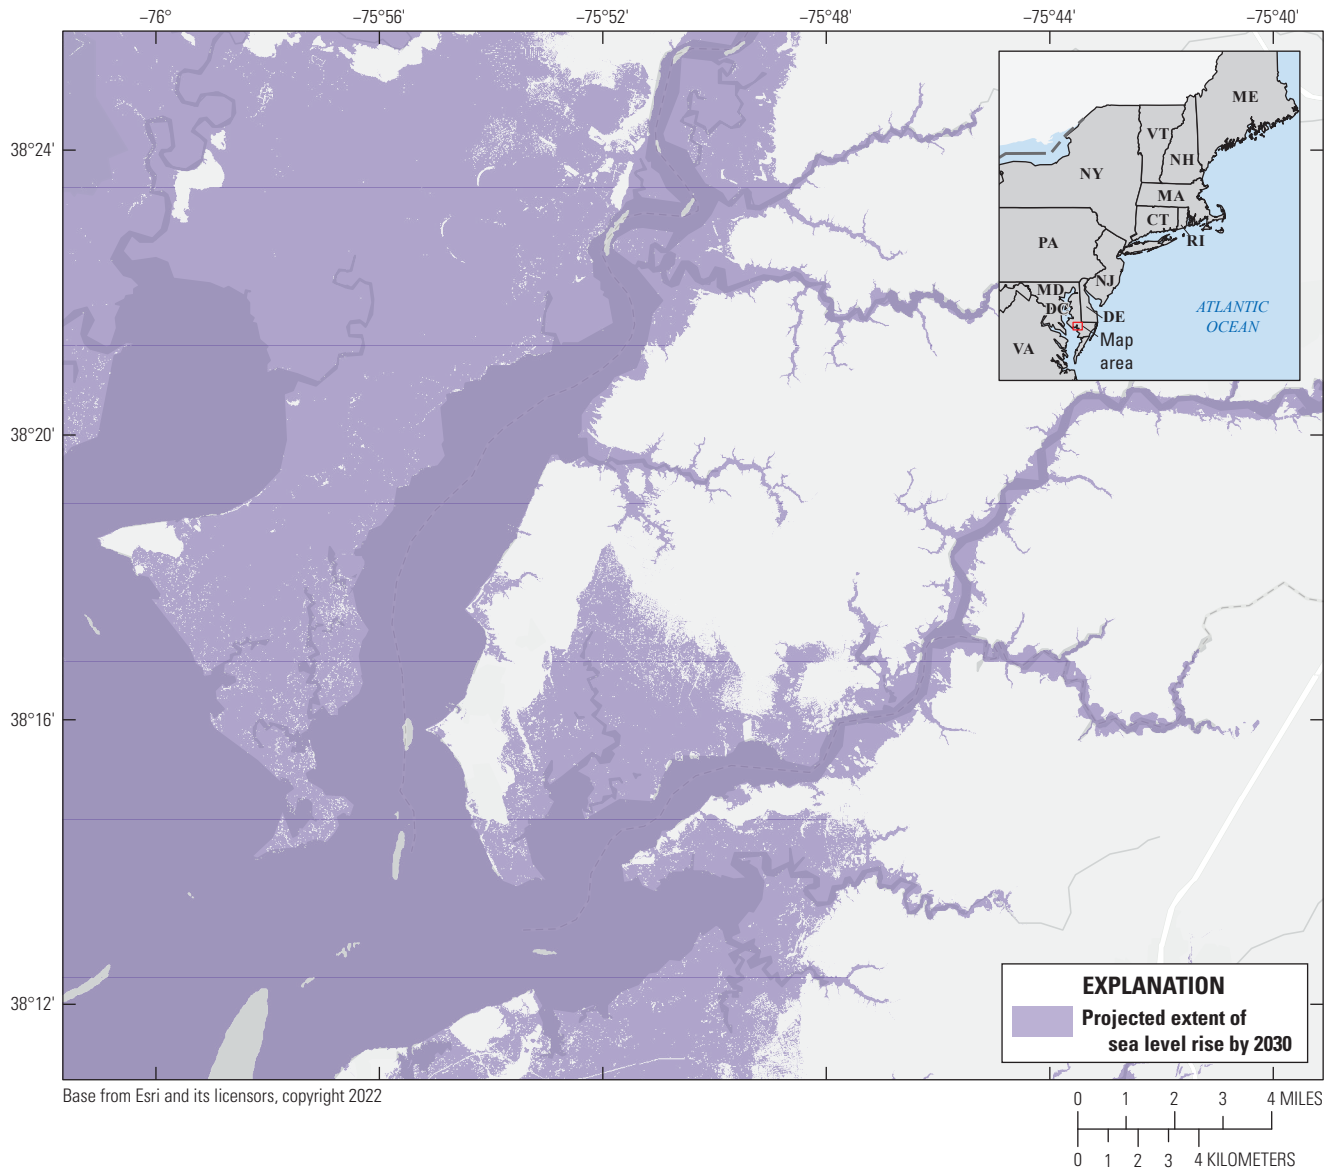 −76° −75°56' −75°52' −75°48' −75°44' −75°40'
38°24'
38°20'
38°16'
38°12'
ME
VT
NH
NY
MA
CT
RI
PA
NJ
MD
DC
DE
VA
Map
area
ATLANTIC
OCEAN
EXPLANATION
Projected extent of
sea level rise by 2030
Base from Esri and its licensors, copyright 2022
0 1 2 3 4 MILES
0 1 2 3 4 KILOMETERS